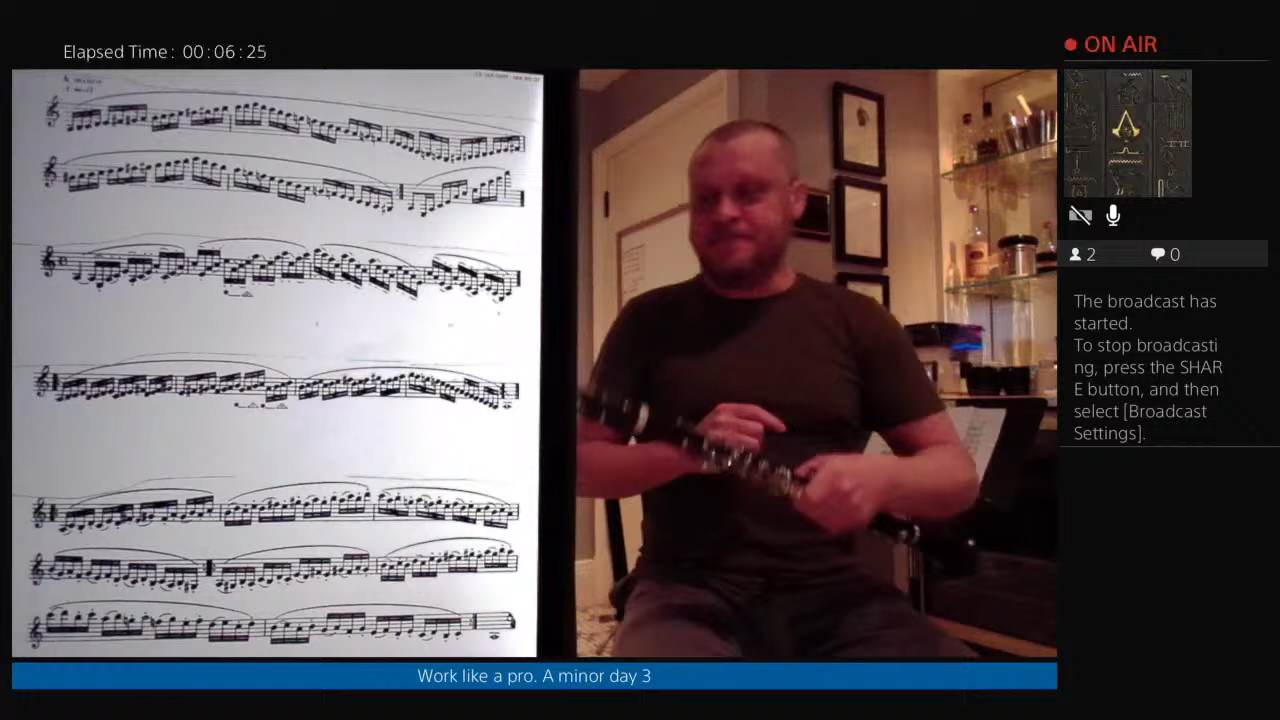 Elapsed Time: 00:06:25
ON AIR
2
0
The broadcast has
started.
To stop broadcasti
ng, press the SHAR
E button, and then
select [Broadcast
Settings].
Work like a pro. A minor day 3